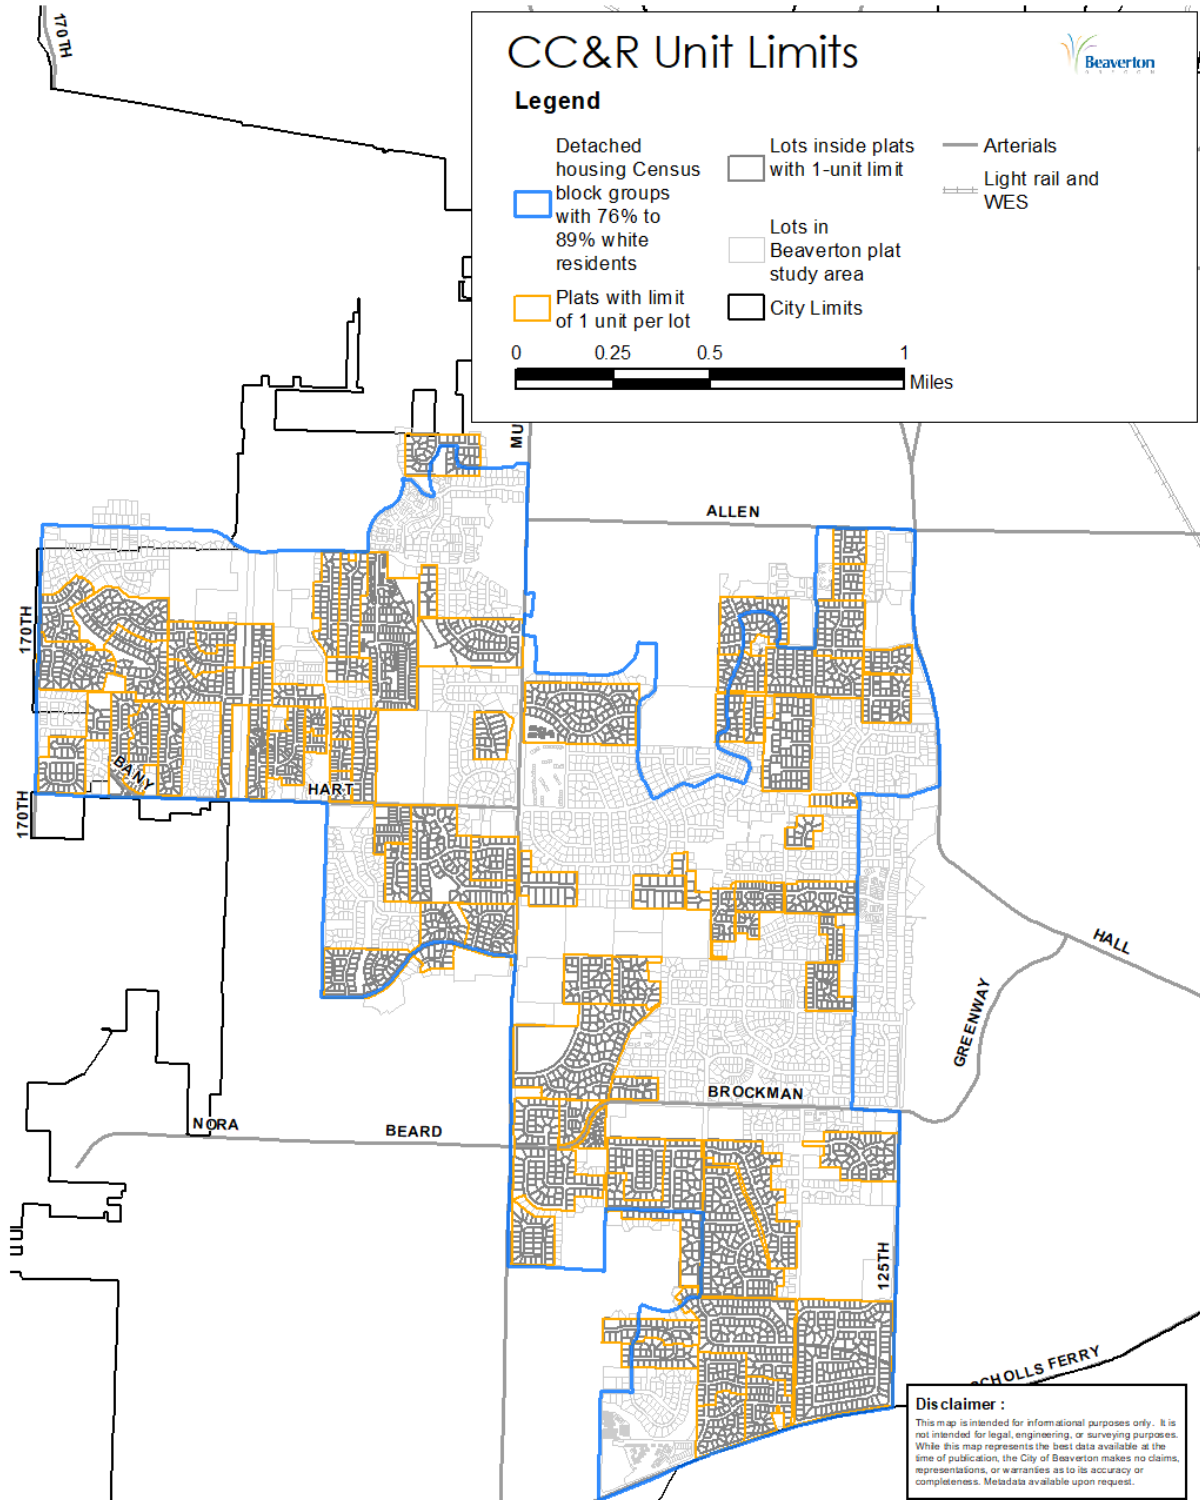 170TH
CC&R Unit Limits
Beaverton
OREGON
Legend
Detached
housing Census
block groups
with 76% to
89% white
residents
Plats with limit
of 1 unit per lot
Lots inside plats
with 1-unit limit
Lots in
Beaverton plat
study area
City Limits
Arterials
Light rail and
WES
0 0.25 0.5 1
Miles
MU
ALLEN
170TH
BANY
HART
170TH
HALL
GREENWAY
BROCKMAN
NORA
BEARD
125TH
SCHOLLS FERRY
Disclaimer :
This map is intended for informational purposes only. It is
not intended for legal, engineering, or surveying purposes.
While this map represents the best data available at the
time of publication, the City of Beaverton makes no claims,
representations, or warranties as to its accuracy or
completeness. Metadata available upon request.